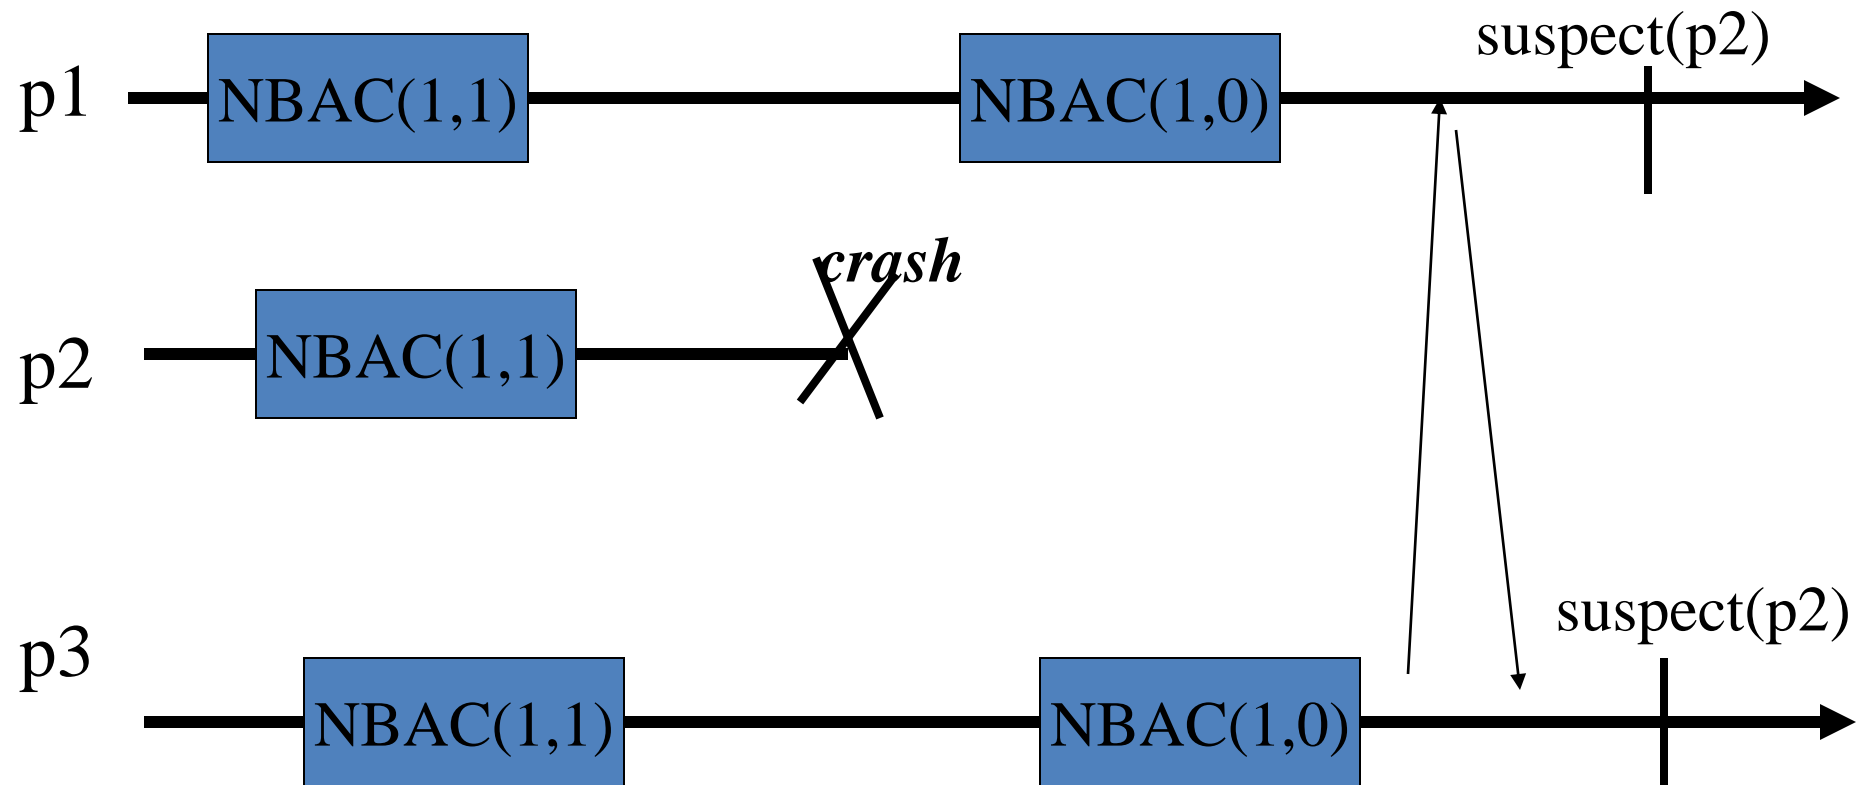 suspect(p2)
p1
NBAC(1,1)
NBAC(1,0)
crash
p2
NBAC(1,1)
suspect(p2)
p3
NBAC(1,1)
NBAC(1,0)